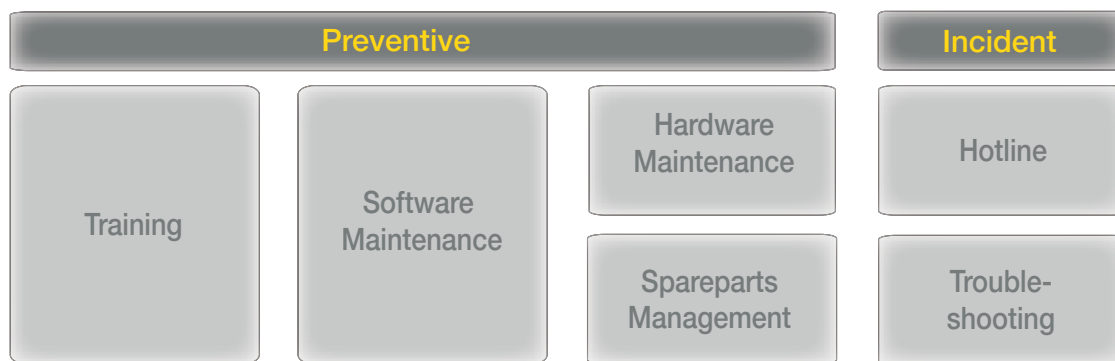 Preventive
Incident
Training
Software
Maintenance
Hardware
Maintenance
Spareparts
Management
Hotline
Trouble-
shooting